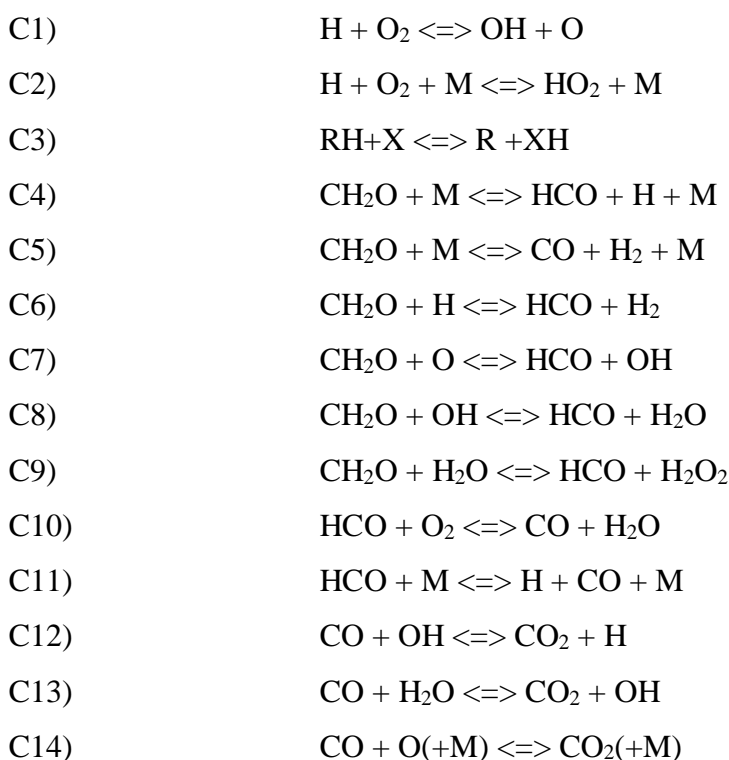 C1) H + O₂ <=> OH + O
C2) H + O₂ + M <=> HO₂ + M
C3) RH+X <=> R +XH
C4) CH₂O + M <=> HCO + H + M
C5) CH₂O + M <=> CO + H₂ + M
C6) CH₂O + H <=> HCO + H₂
C7) CH₂O + O <=> HCO + OH
C8) CH₂O + OH <=> HCO + H₂O
C9) CH₂O + H₂O <=> HCO + H₂O₂
C10) HCO + O₂ <=> CO + H₂O
C11) HCO + M <=> H + CO + M
C12) CO + OH <=> CO₂ + H
C13) CO + H₂O <=> CO₂ + OH
C14) CO + O(+M) <=> CO₂(+M)